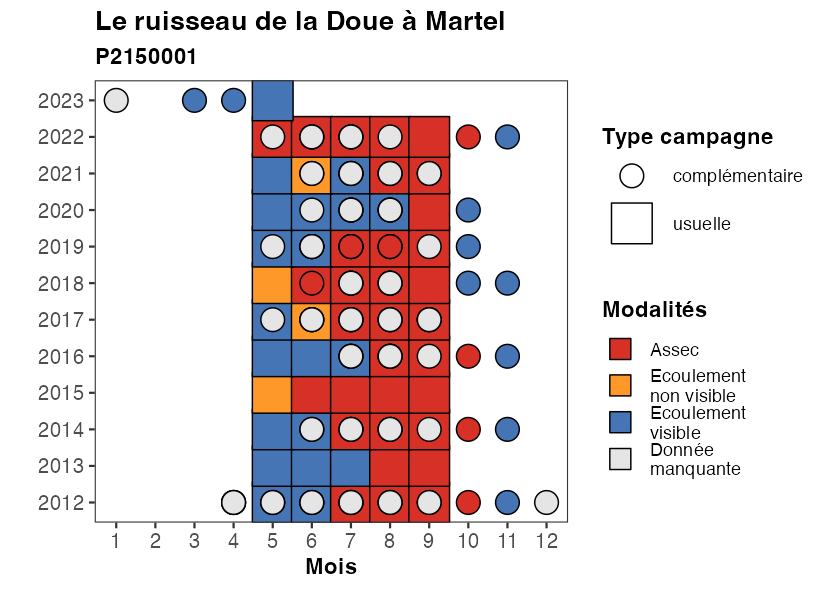 Le ruisseau de la Doue à Martel
P2150001
2023
2022
2021
2020
2019
2018
2017
2016
2015
2014
2013
2012
1 2 3 4 5 6 7 8 9 10 11 12
Mois
Type campagne
complémentaire
usuelle
Modalités
Assec
Ecoulement
non visible
Ecoulement
visible
Donnée
manquante